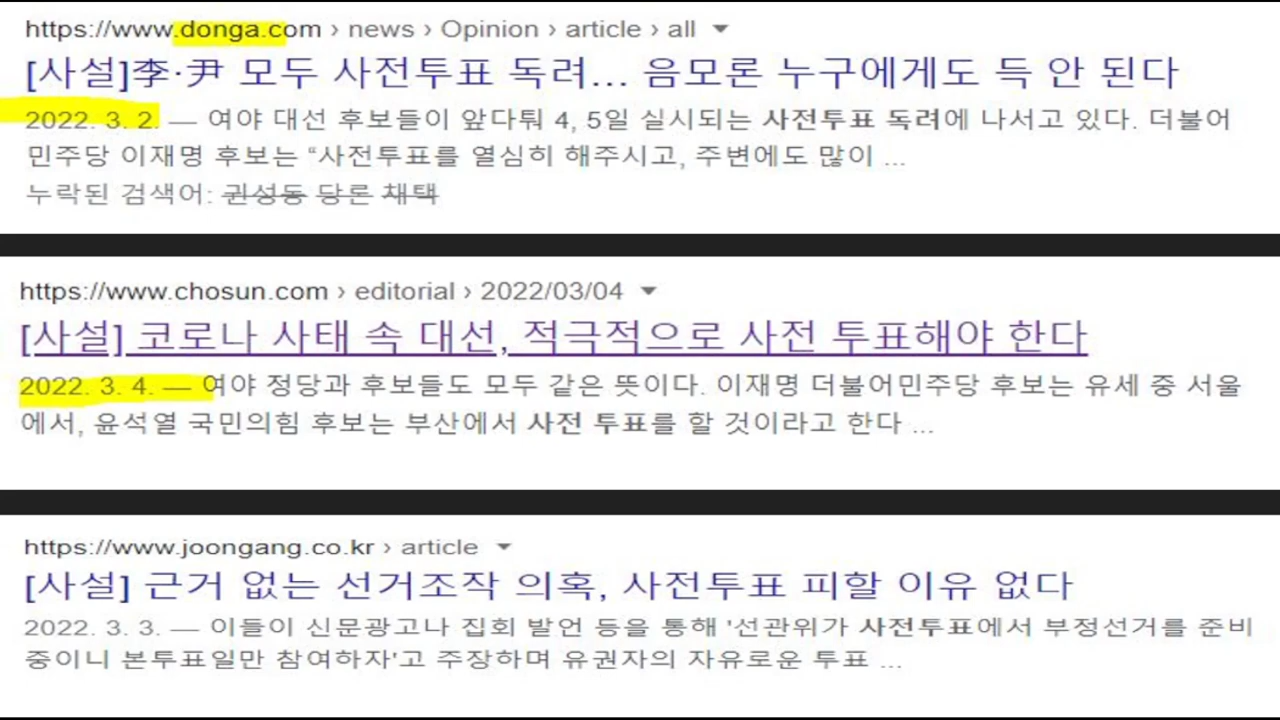 https://www.donga.com › news › Opinion › article › all
[사설]李·尹 모두 사전투표 독려... 음모론 누구에게도 득 안 된다
2022. 3. 2. — 여야 대선 후보들이 앞다퉈 4, 5일 실시되는 사전투표 독려에 나서고 있다. 더불어
민주당 이재명 후보는 “사전투표를 열심히 해주시고, 주변에도 많이 ...
누락된 검색어: 권성동 당론 채택
https://www.chosun.com › editorial › 2022/03/04
[사설] 코로나 사태 속 대선, 적극적으로 사전 투표해야 한다
2022. 3. 4. — 여야 정당과 후보들도 모두 같은 뜻이다. 이재명 더불어민주당 후보는 유세 중 서울
에서, 윤석열 국민의힘 후보는 부산에서 사전 투표를 할 것이라고 한다 ...
https://www.joongang.co.kr › article
[사설] 근거 없는 선거조작 의혹, 사전투표 피할 이유 없다
2022. 3. 3. — 이들이 신문광고나 집회 발언 등을 통해 '선관위가 사전투표에서 부정선거를 준비
중이니 본투표일만 참여하자'고 주장하며 유권자의 자유로운 투표 ...